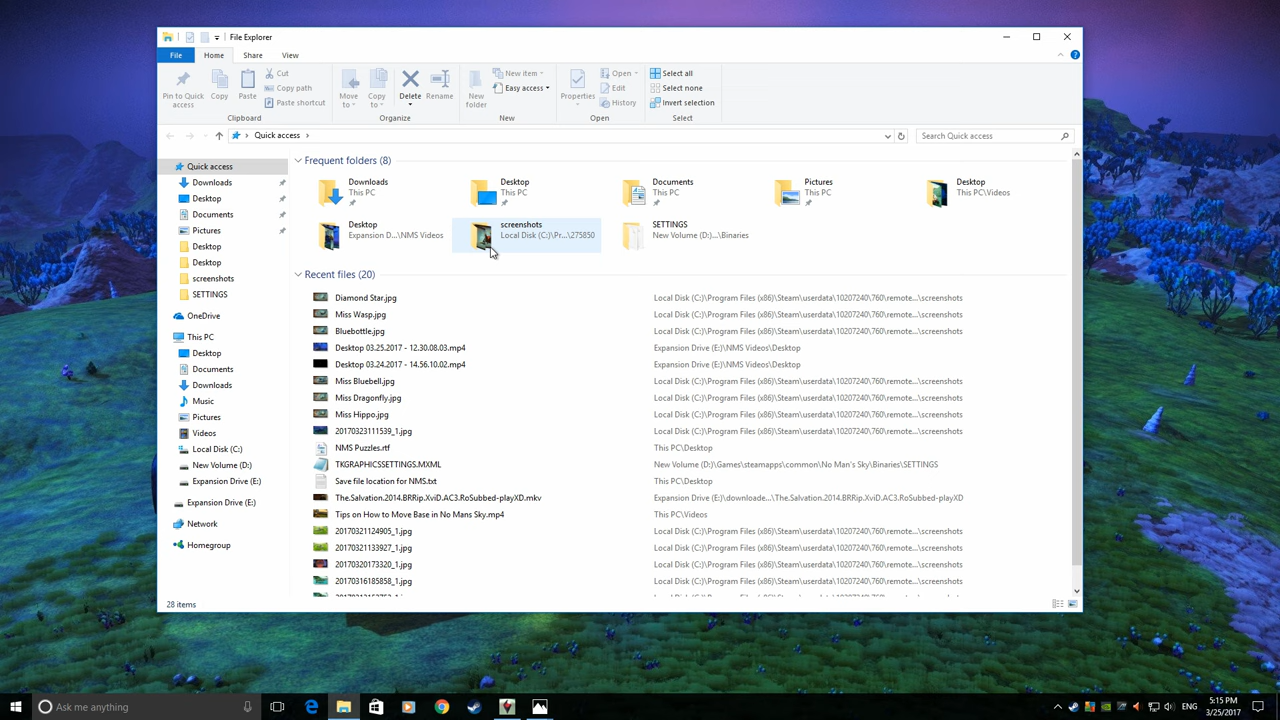 File Explorer
File
Home
Share
View
Pin to Quick access
Copy
Paste
Cut
Copy path
Paste shortcut
Clipboard
Move to
Copy to
Delete
Rename
Organize
New folder
New item
Easy access
New
Properties
Open
Edit
History
Open
Select all
Select none
Invert selection
Select
Quick access
Search Quick access
Quick access
Downloads
Desktop
Documents
Pictures
Desktop
Desktop
screenshots
SETTINGS
OneDrive
This PC
Desktop
Documents
Downloads
Music
Pictures
Videos
Local Disk (C:)
New Volume (D:)
Expansion Drive (E:)
Expansion Drive (E:)
Network
Homegroup
Frequent folders (8)
Downloads
This PC
Desktop
This PC
Documents
This PC
Pictures
This PC
Desktop
This PC\Videos
Desktop
Expansion D...\NMS Videos
screenshots
Local Disk (C:)\Pr...\275850
SETTINGS
New Volume (D:)...\Binaries
Recent files (20)
Diamond Star.jpg Local Disk (C:)\Program Files (x86)\Steam\userdata\10207240\760\remote...\screenshots
Miss Wasp.jpg Local Disk (C:)\Program Files (x86)\Steam\userdata\10207240\760\remote...\screenshots
Bluebottle.jpg Local Disk (C:)\Program Files (x86)\Steam\userdata\10207240\760\remote...\screenshots
Desktop 03.25.2017 - 12.30.08.03.mp4 Expansion Drive (E:)\NMS Videos\Desktop
Desktop 03.24.2017 - 14.56.10.02.mp4 Expansion Drive (E:)\NMS Videos\Desktop
Miss Bluebell.jpg Local Disk (C:)\Program Files (x86)\Steam\userdata\10207240\760\remote...\screenshots
Miss Dragonfly.jpg Local Disk (C:)\Program Files (x86)\Steam\userdata\10207240\760\remote...\screenshots
Miss Hippo.jpg Local Disk (C:)\Program Files (x86)\Steam\userdata\10207240\760\remote...\screenshots
20170323111539_1.jpg Local Disk (C:)\Program Files (x86)\Steam\userdata\10207240\760\remote...\screenshots
NMS Puzzles.rtf This PC\Desktop
TKGRAPHICSSETTINGS.MXML New Volume (D:)\Games\steamapps\common\No Man's Sky\Binaries\SETTINGS
Save file location for NMS.txt This PC\Desktop
The.Salvation.2014.BRRip.XviD.AC3.RoSubbed-playXD.mkv Expansion Drive (E:)\downloade...\The.Salvation.2014.BRRip.XviD.AC3.RoSubbed-playXD
Tips on How to Move Base in No Mans Sky.mp4 This PC\Videos
20170321124905_1.jpg Local Disk (C:)\Program Files (x86)\Steam\userdata\10207240\760\remote...\screenshots
20170321133927_1.jpg Local Disk (C:)\Program Files (x86)\Steam\userdata\10207240\760\remote...\screenshots
20170320173320_1.jpg Local Disk (C:)\Program Files (x86)\Steam\userdata\10207240\760\remote...\screenshots
20170316185858_1.jpg Local Disk (C:)\Program Files (x86)\Steam\userdata\10207240\760\remote...\screenshots
28 items
Ask me anything
ENG
5:15 PM
3/25/2017